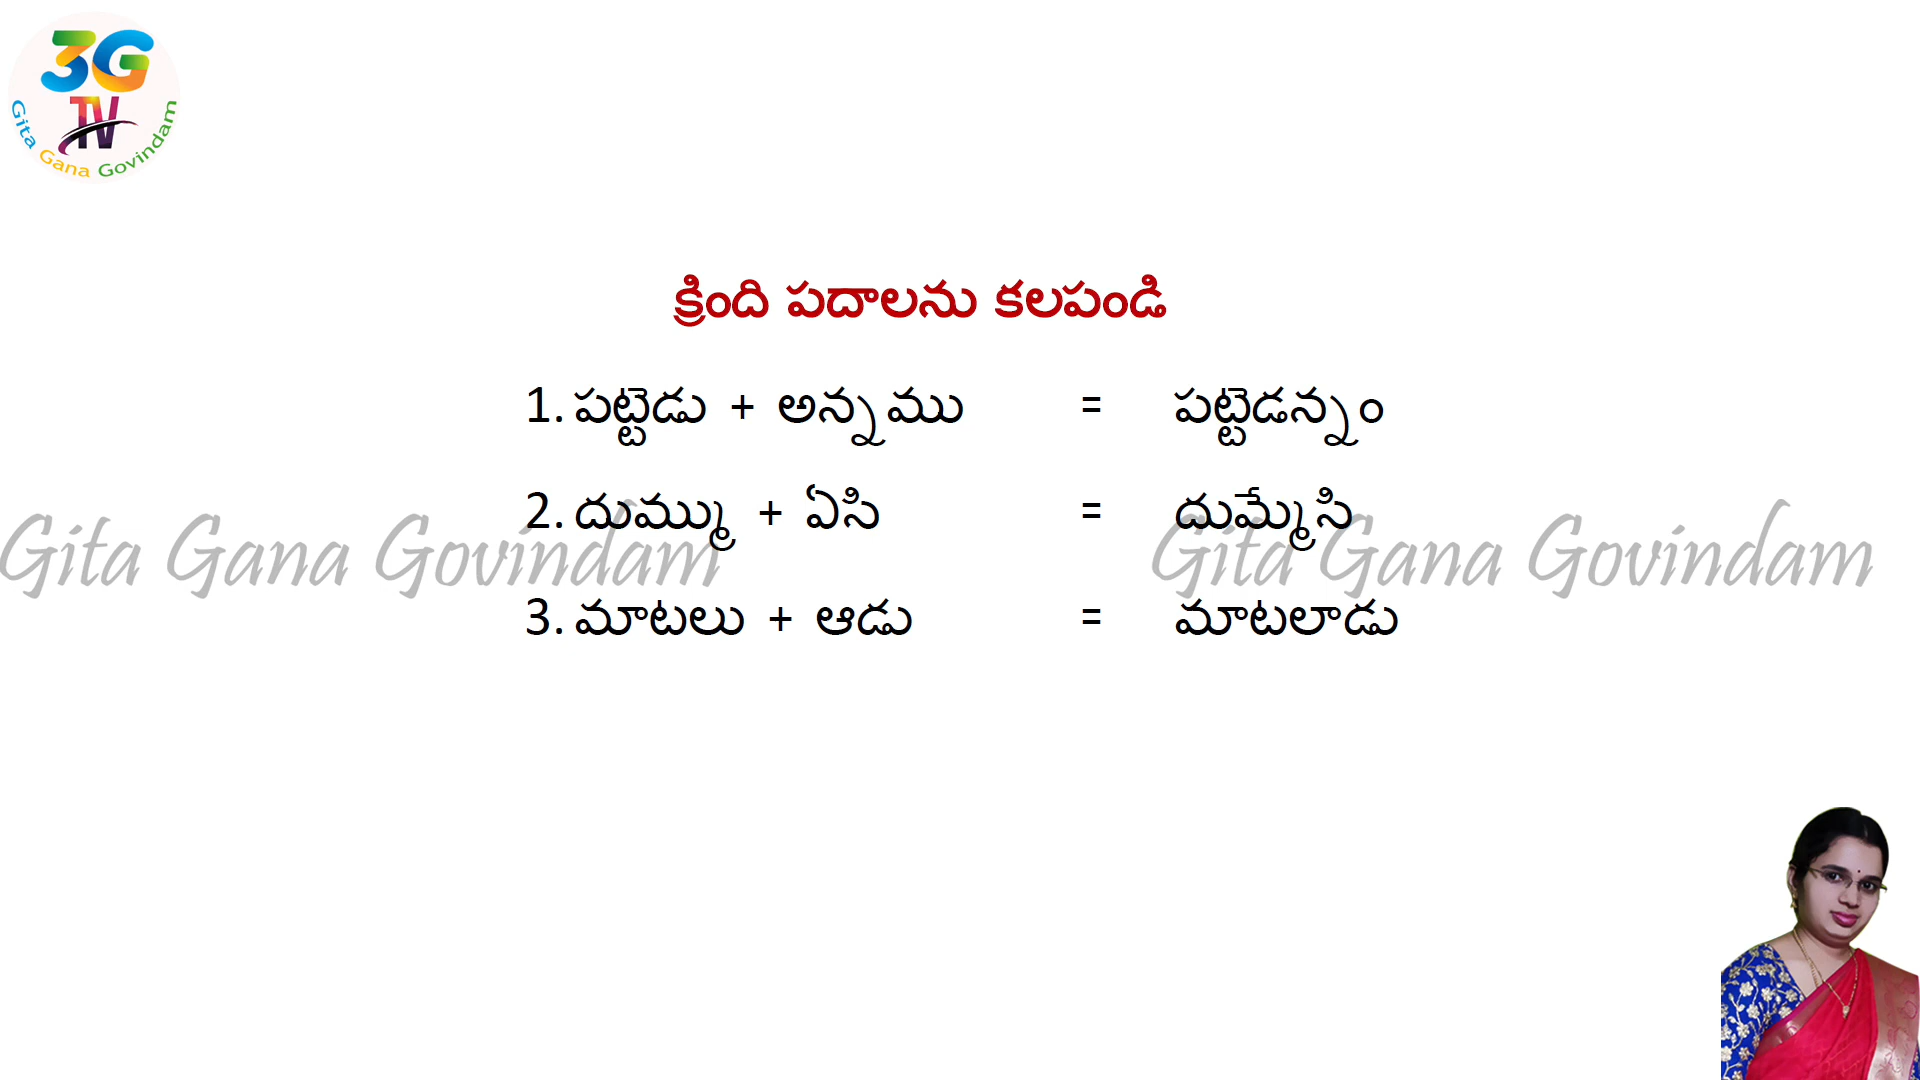 3G
TV
Gita Gana Govindam
క్రింది పదాలను కలపండి
1. పట్టెడు + అన్నము = పట్టెడన్నం
2. దుమ్ము + ఏసి = దుమ్మేసి
Gita Gana Govindam Gita Gana Govindam
3. మాటలు + ఆడు = మాటలాడు